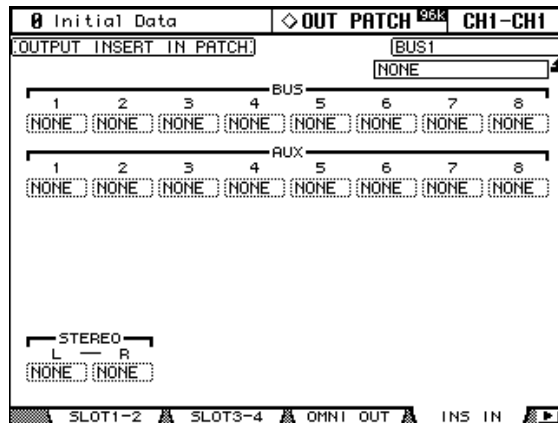 0 Initial Data ◇OUT PATCH 96K CH1-CH1
OUTPUT INSERT IN PATCH BUS1
NONE
BUS
1 2 3 4 5 6 7 8
NONE NONE NONE NONE NONE NONE NONE NONE
AUX
1 2 3 4 5 6 7 8
NONE NONE NONE NONE NONE NONE NONE NONE
STEREO
L — R
NONE NONE
SLOT1-2 SLOT3-4 OMNI OUT INS IN